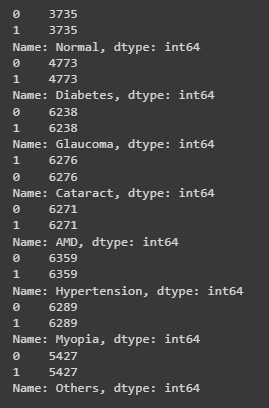 0    3735
1    3735
Name: Normal, dtype: int64
0    4773
1    4773
Name: Diabetes, dtype: int64
0    6238
1    6238
Name: Glaucoma, dtype: int64
1    6276
0    6276
Name: Cataract, dtype: int64
0    6271
1    6271
Name: AMD, dtype: int64
0    6359
1    6359
Name: Hypertension, dtype: int64
0    6289
1    6289
Name: Myopia, dtype: int64
0    5427
1    5427
Name: Others, dtype: int64